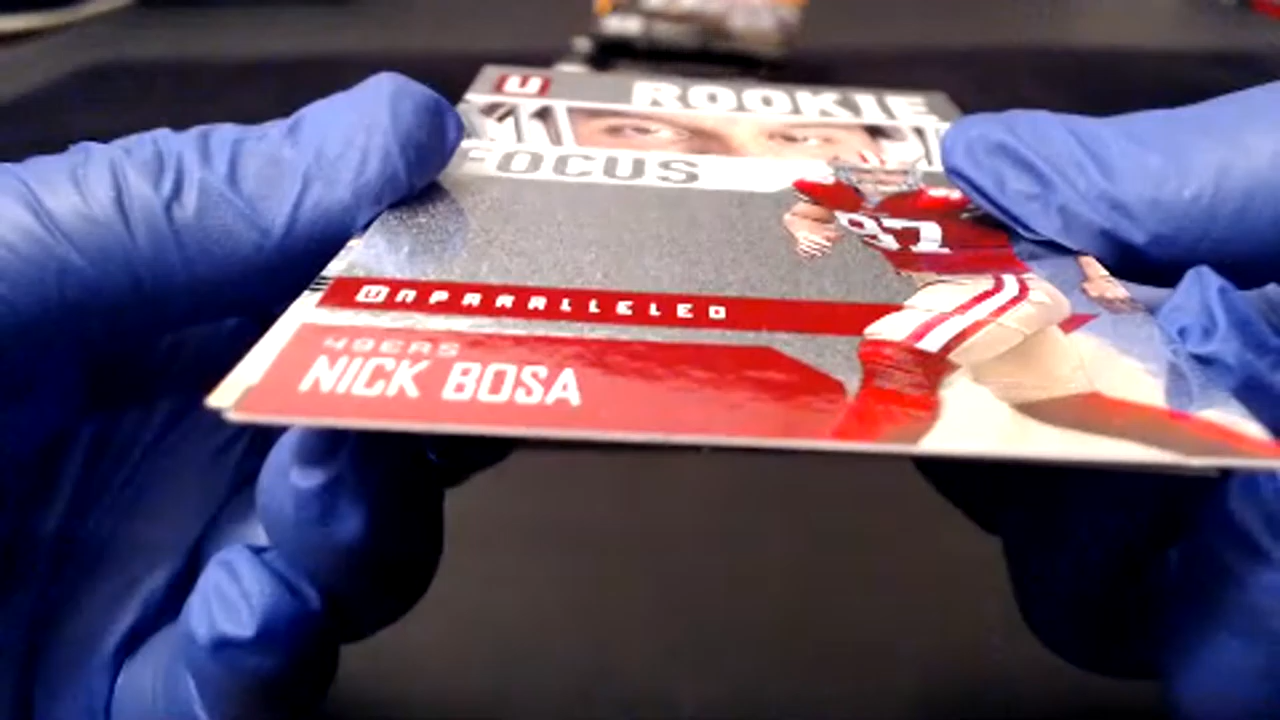 U
ROOKIE
FOCUS
97
UNPARALLELED
49ERS
NICK BOSA